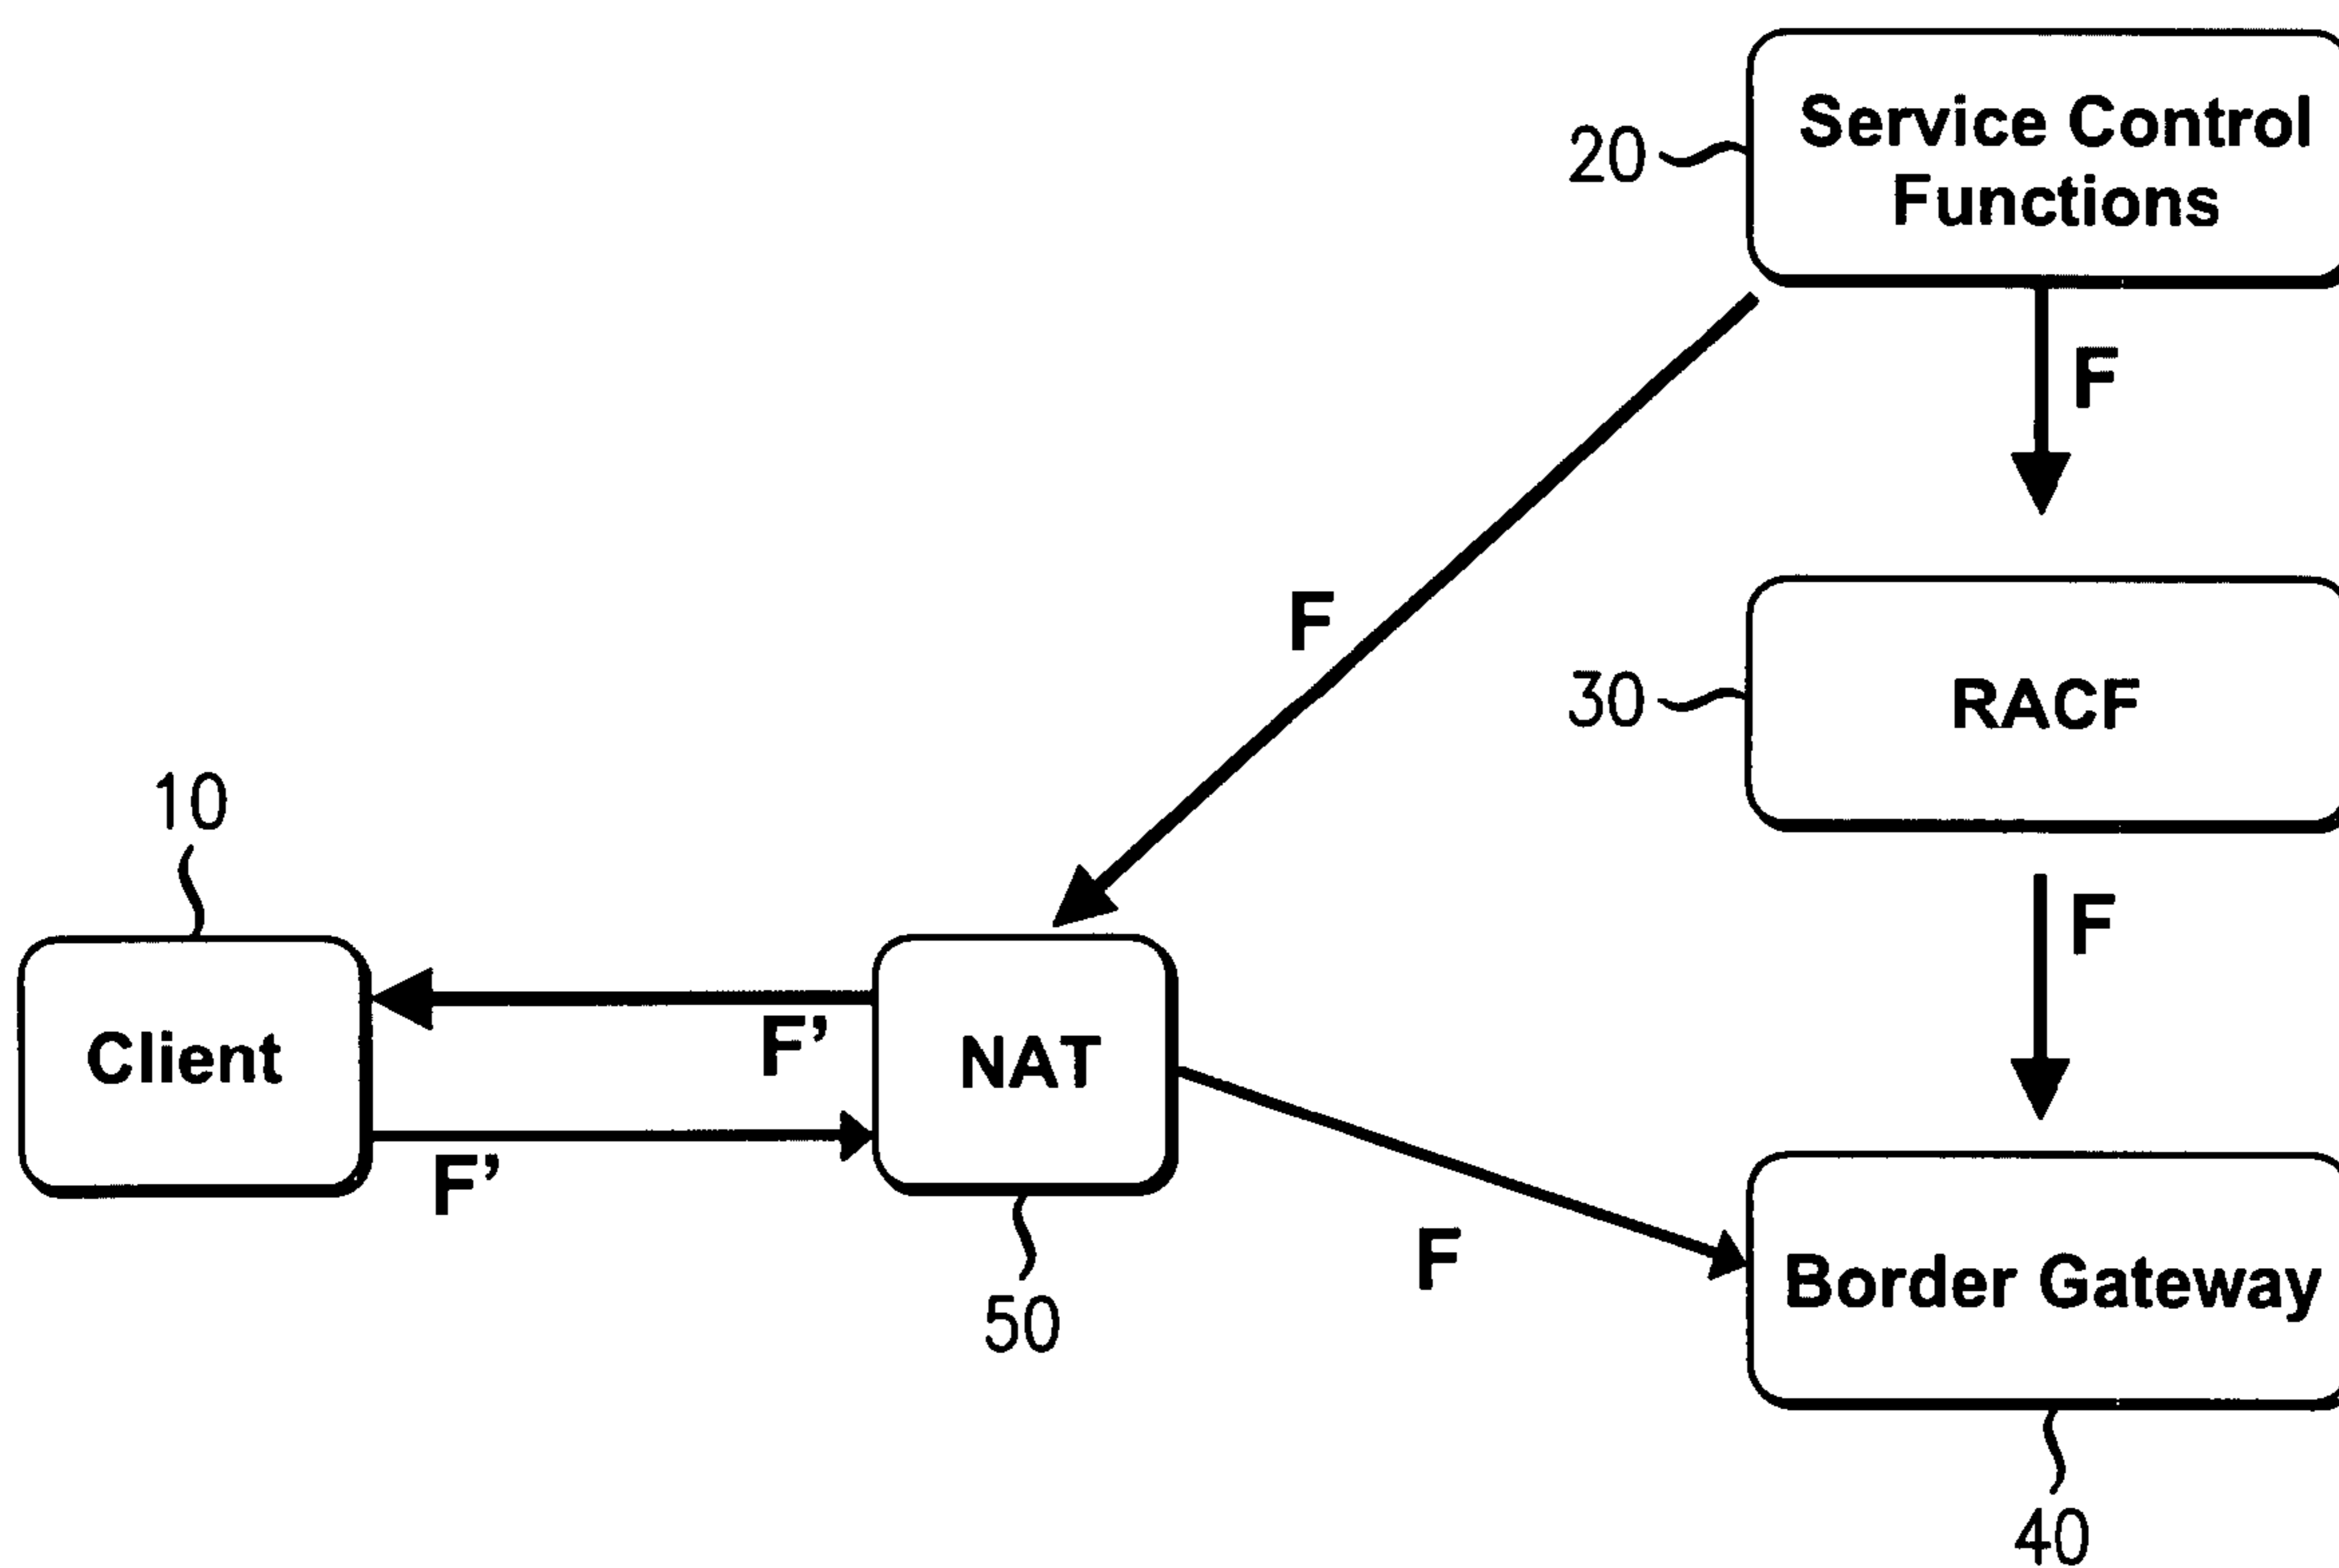 Service Control
Functions
20
F
F
30
RACF
10
F
Client
F’
NAT
F’
F
Border Gateway
50
40